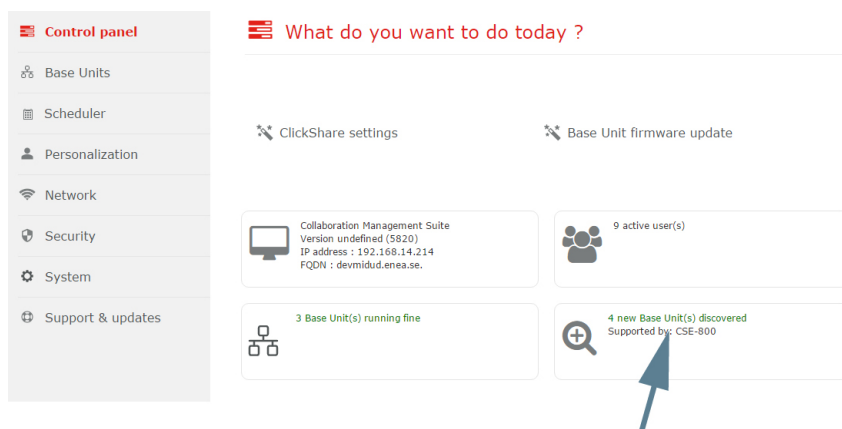 Control panel
What do you want to do today ?
Base Units
Scheduler
Personalization
Network
Security
System
Support & updates
ClickShare settings
Base Unit firmware update
Collaboration Management Suite
Version undefined (5820)
IP address : 192.168.14.214
FQDN : devmidud.enea.se.
9 active user(s)
3 Base Unit(s) running fine
4 new Base Unit(s) discovered
Supported by: CSE-800